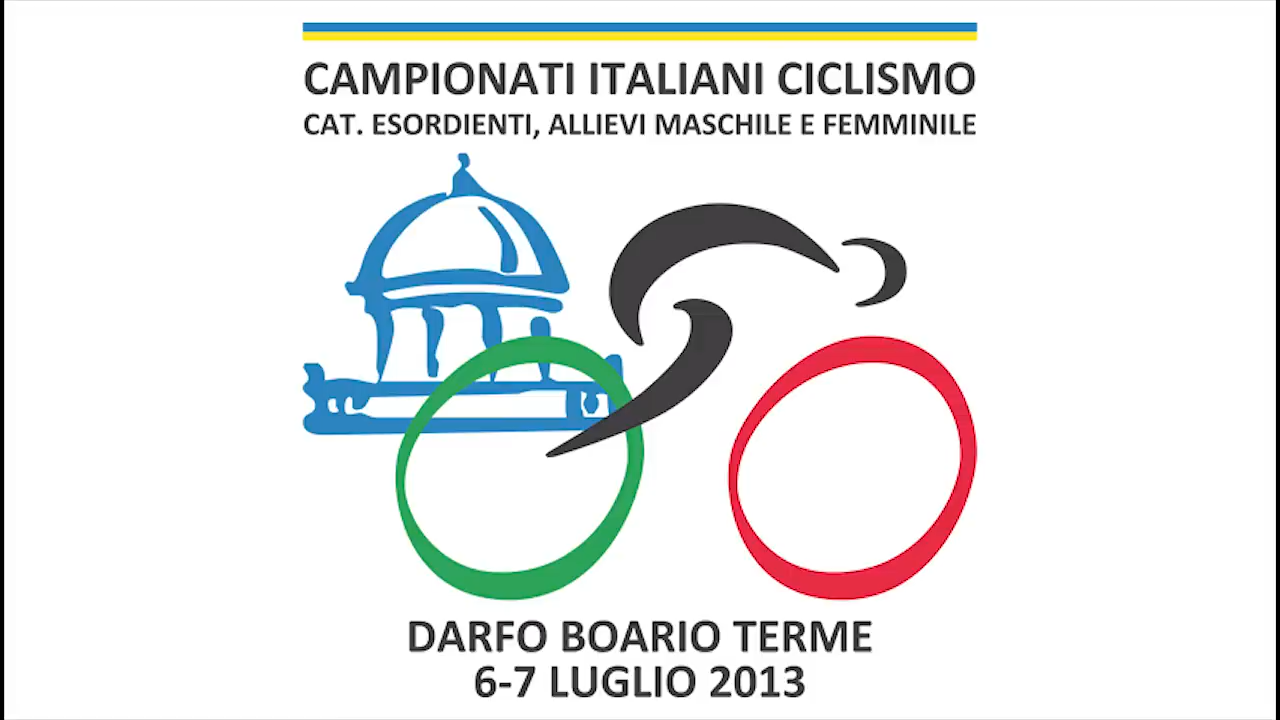 CAMPIONATI ITALIANI CICLISMO
CAT. ESORDIENTI, ALLIEVI MASCHILE E FEMMINILE
DARFO BOARIO TERME
6-7 LUGLIO 2013